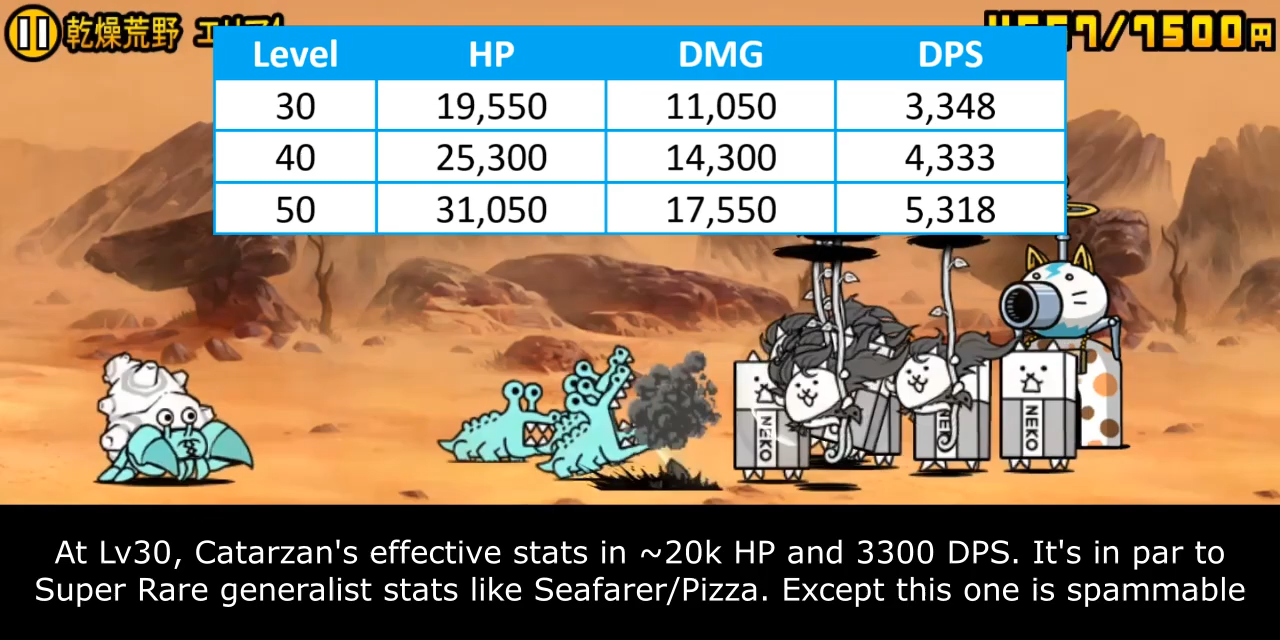 乾燥荒野
Level HP DMG DPS
30 19,550 11,050 3,348
40 25,300 14,300 4,333
50 31,050 17,550 5,318
NEKO
NEKO
At Lv30, Catarzan's effective stats in ~20k HP and 3300 DPS. It's in par to
Super Rare generalist stats like Seafarer/Pizza. Except this one is spammable